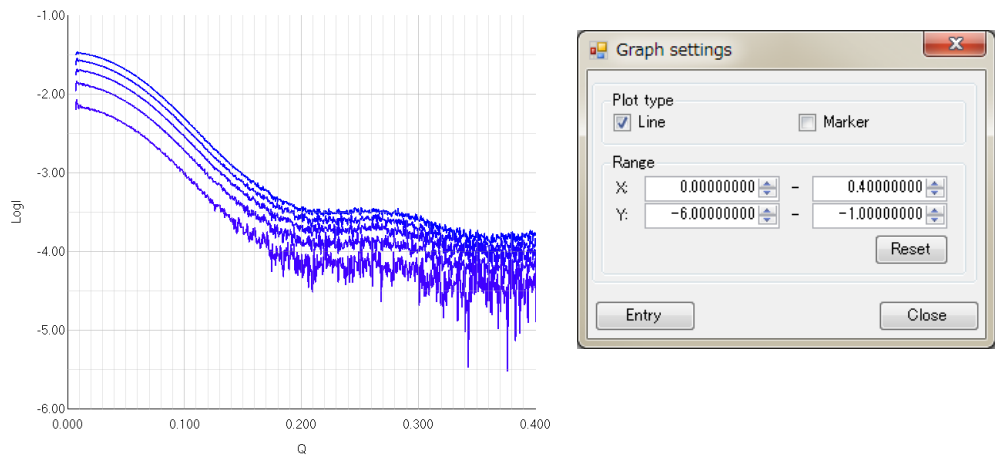 -1.00
-2.00
-3.00
-4.00
-5.00
-6.00
LogI
0.000
0.100
0.200
0.300
0.400
Q
Graph settings
Plot type
Line
Marker
Range
X: 0.00000000 - 0.40000000
Y: -6.00000000 - -1.00000000
Reset
Entry
Close